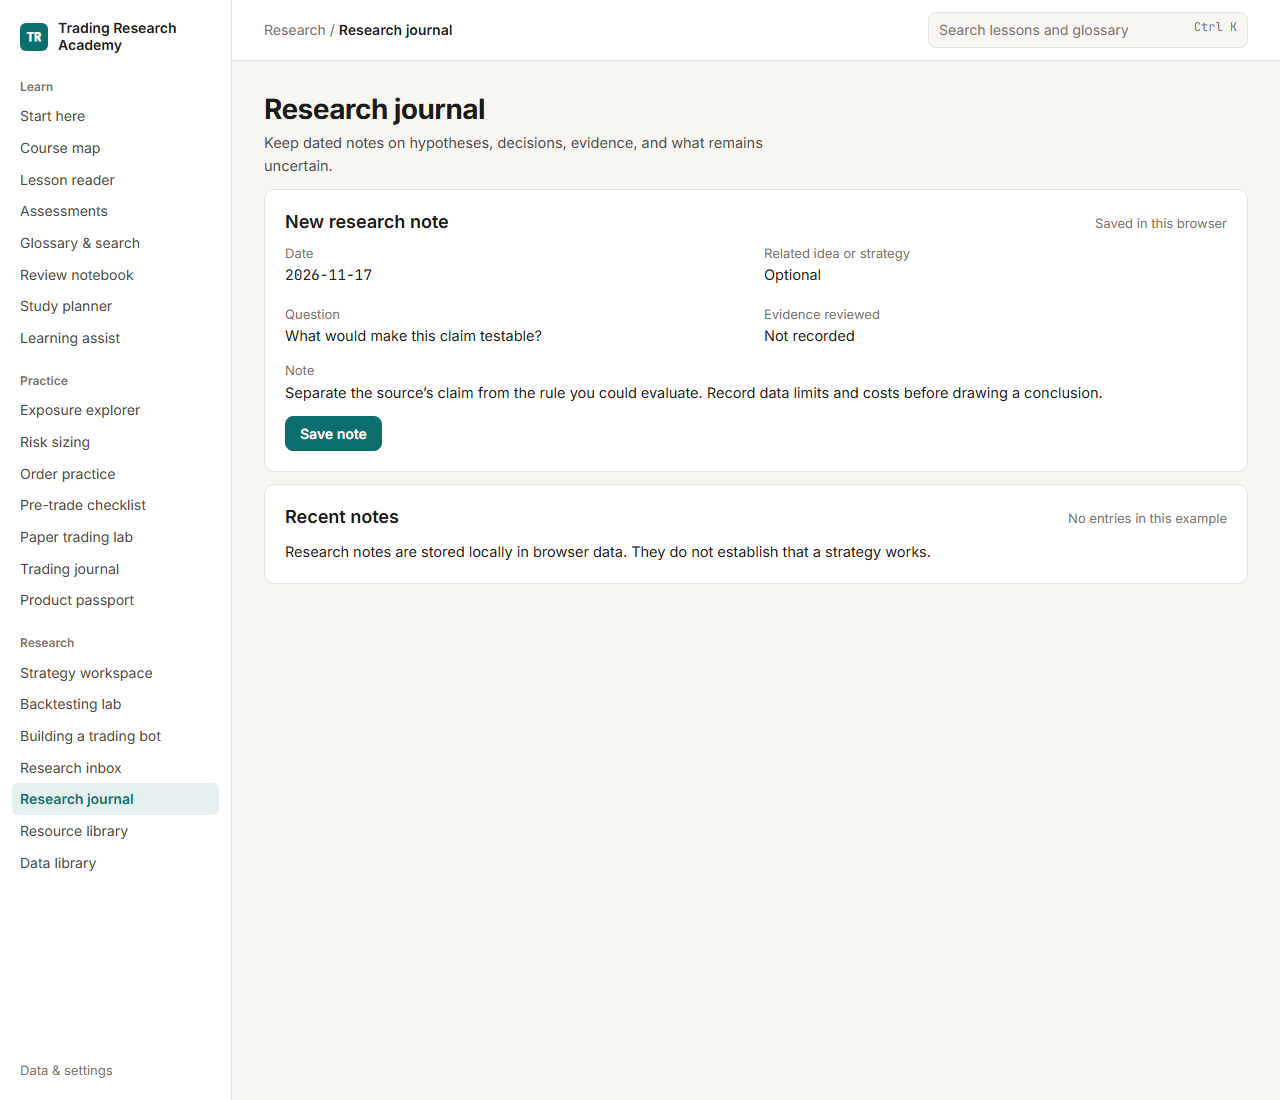 TR
Trading Research
Academy
Learn
Start here
Course map
Lesson reader
Assessments
Glossary & search
Review notebook
Study planner
Learning assist
Practice
Exposure explorer
Risk sizing
Order practice
Pre-trade checklist
Paper trading lab
Trading journal
Product passport
Research
Strategy workspace
Backtesting lab
Building a trading bot
Research inbox
Research journal
Resource library
Data library
Data & settings
Research / Research journal
Search lessons and glossary Ctrl K
Research journal
Keep dated notes on hypotheses, decisions, evidence, and what remains
uncertain.
New research note
Saved in this browser
Date
2026-11-17
Related idea or strategy
Optional
Question
What would make this claim testable?
Evidence reviewed
Not recorded
Note
Separate the source’s claim from the rule you could evaluate. Record data limits and costs before drawing a conclusion.
Save note
Recent notes
No entries in this example
Research notes are stored locally in browser data. They do not establish that a strategy works.